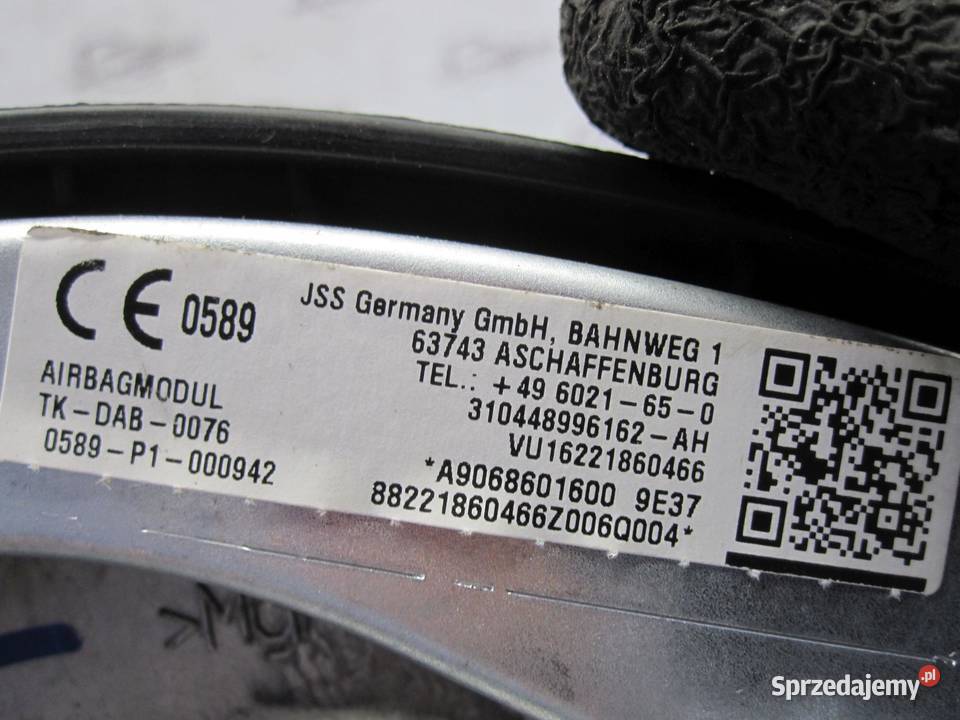 CE 0589
AIRBAGMODUL
TK-DAB-0076
0589-P1-000942
JSS Germany GmbH, BAHNWEG 1
63743 ASCHAFFENBURG
TEL.: +49 6021-65-0
310448996162-AH
VU16221860466
*A9068601600 9E37
88221860466Z006Q004*
Sprzedajemy.pl